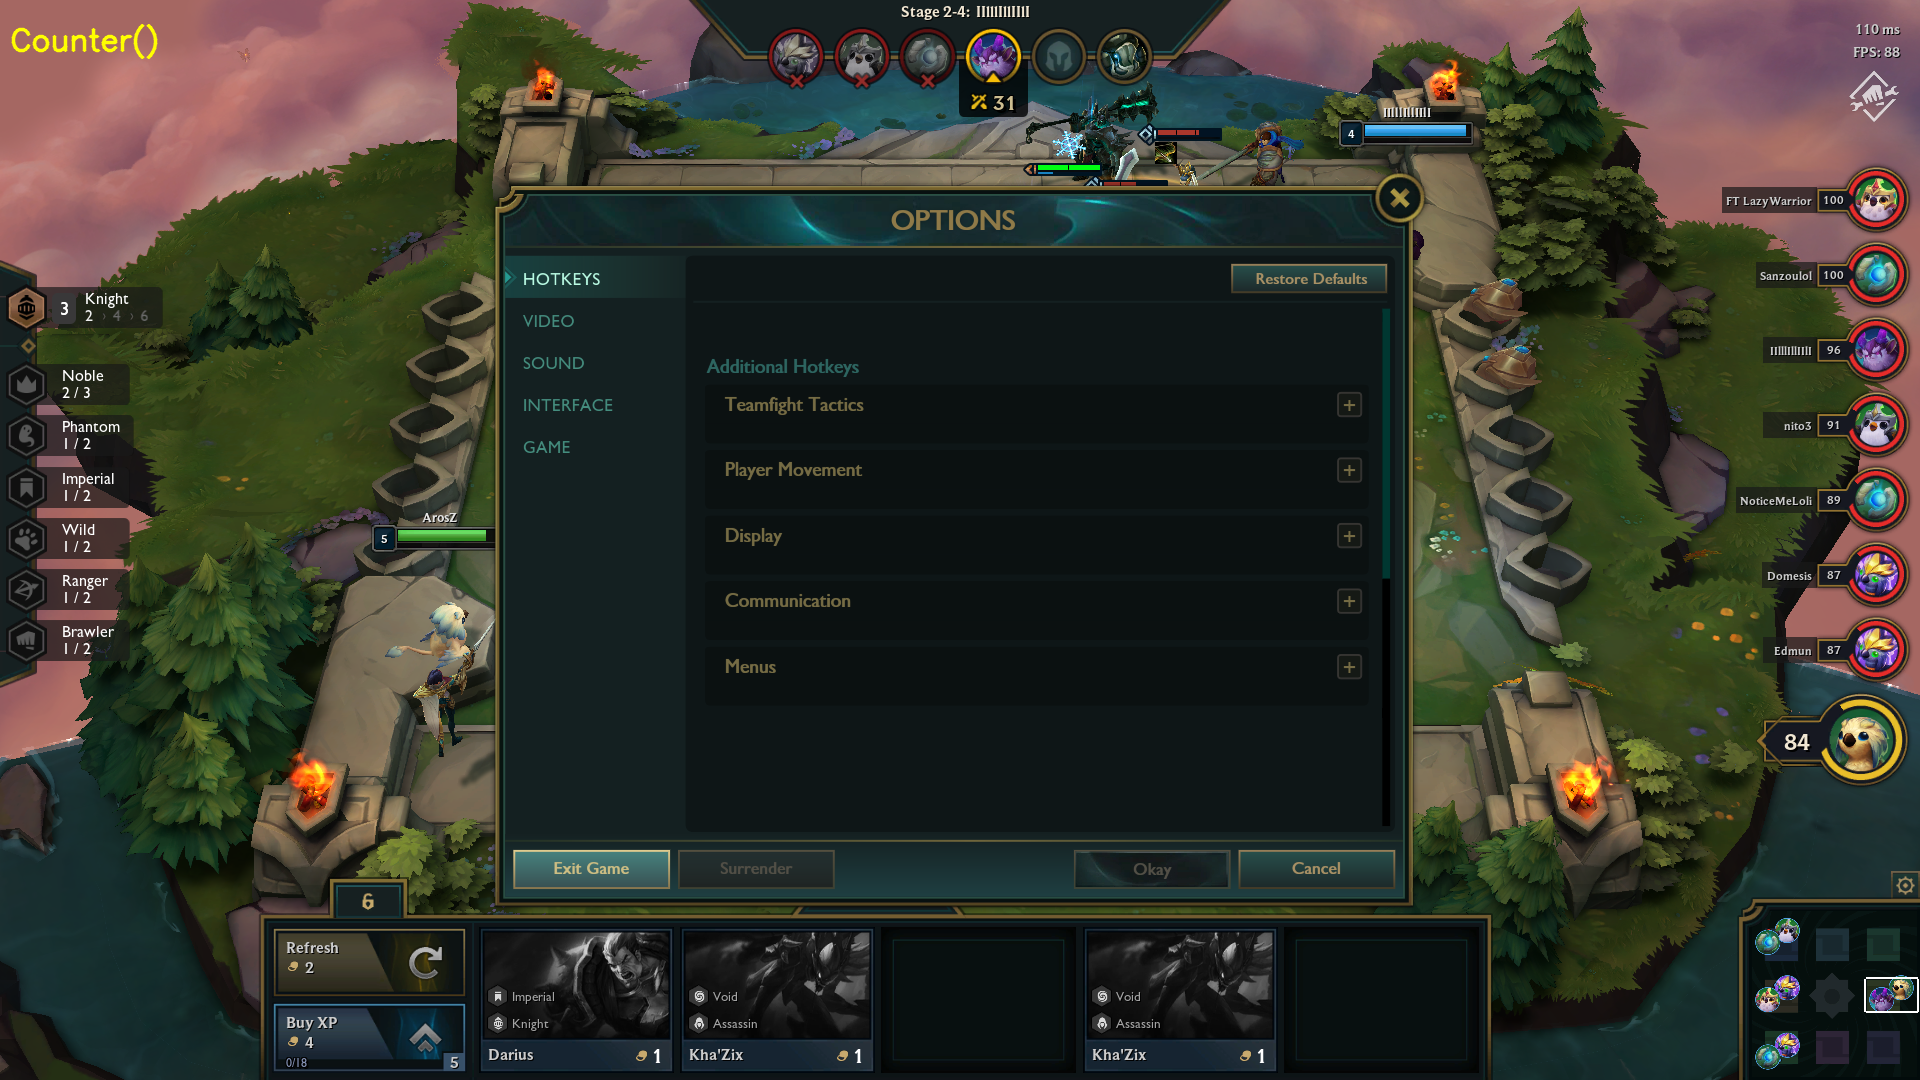 Stage 2-4: IIIIIIIIIIII
Counter()
110 ms
FPS: 88
31
4
FT LazyWarrior 100
Sanzoulol 100
96
nito3 91
NoticeMeLoli 89
Domesis 87
Edmun 87
84
3 Knight
2 › 4 › 6
Noble
2 / 3
Phantom
1 / 2
Imperial
1 / 2
Wild
1 / 2
Ranger
1 / 2
Brawler
1 / 2
ArosZ
5
OPTIONS
HOTKEYS
VIDEO
SOUND
INTERFACE
GAME
Restore Defaults
Additional Hotkeys
Teamfight Tactics
Player Movement
Display
Communication
Menus
Exit Game
Surrender
Okay
Cancel
6
Refresh
2
Buy XP
4
0/18
5
Imperial
Knight
Darius 1
Void
Assassin
Kha'Zix 1
Void
Assassin
Kha'Zix 1